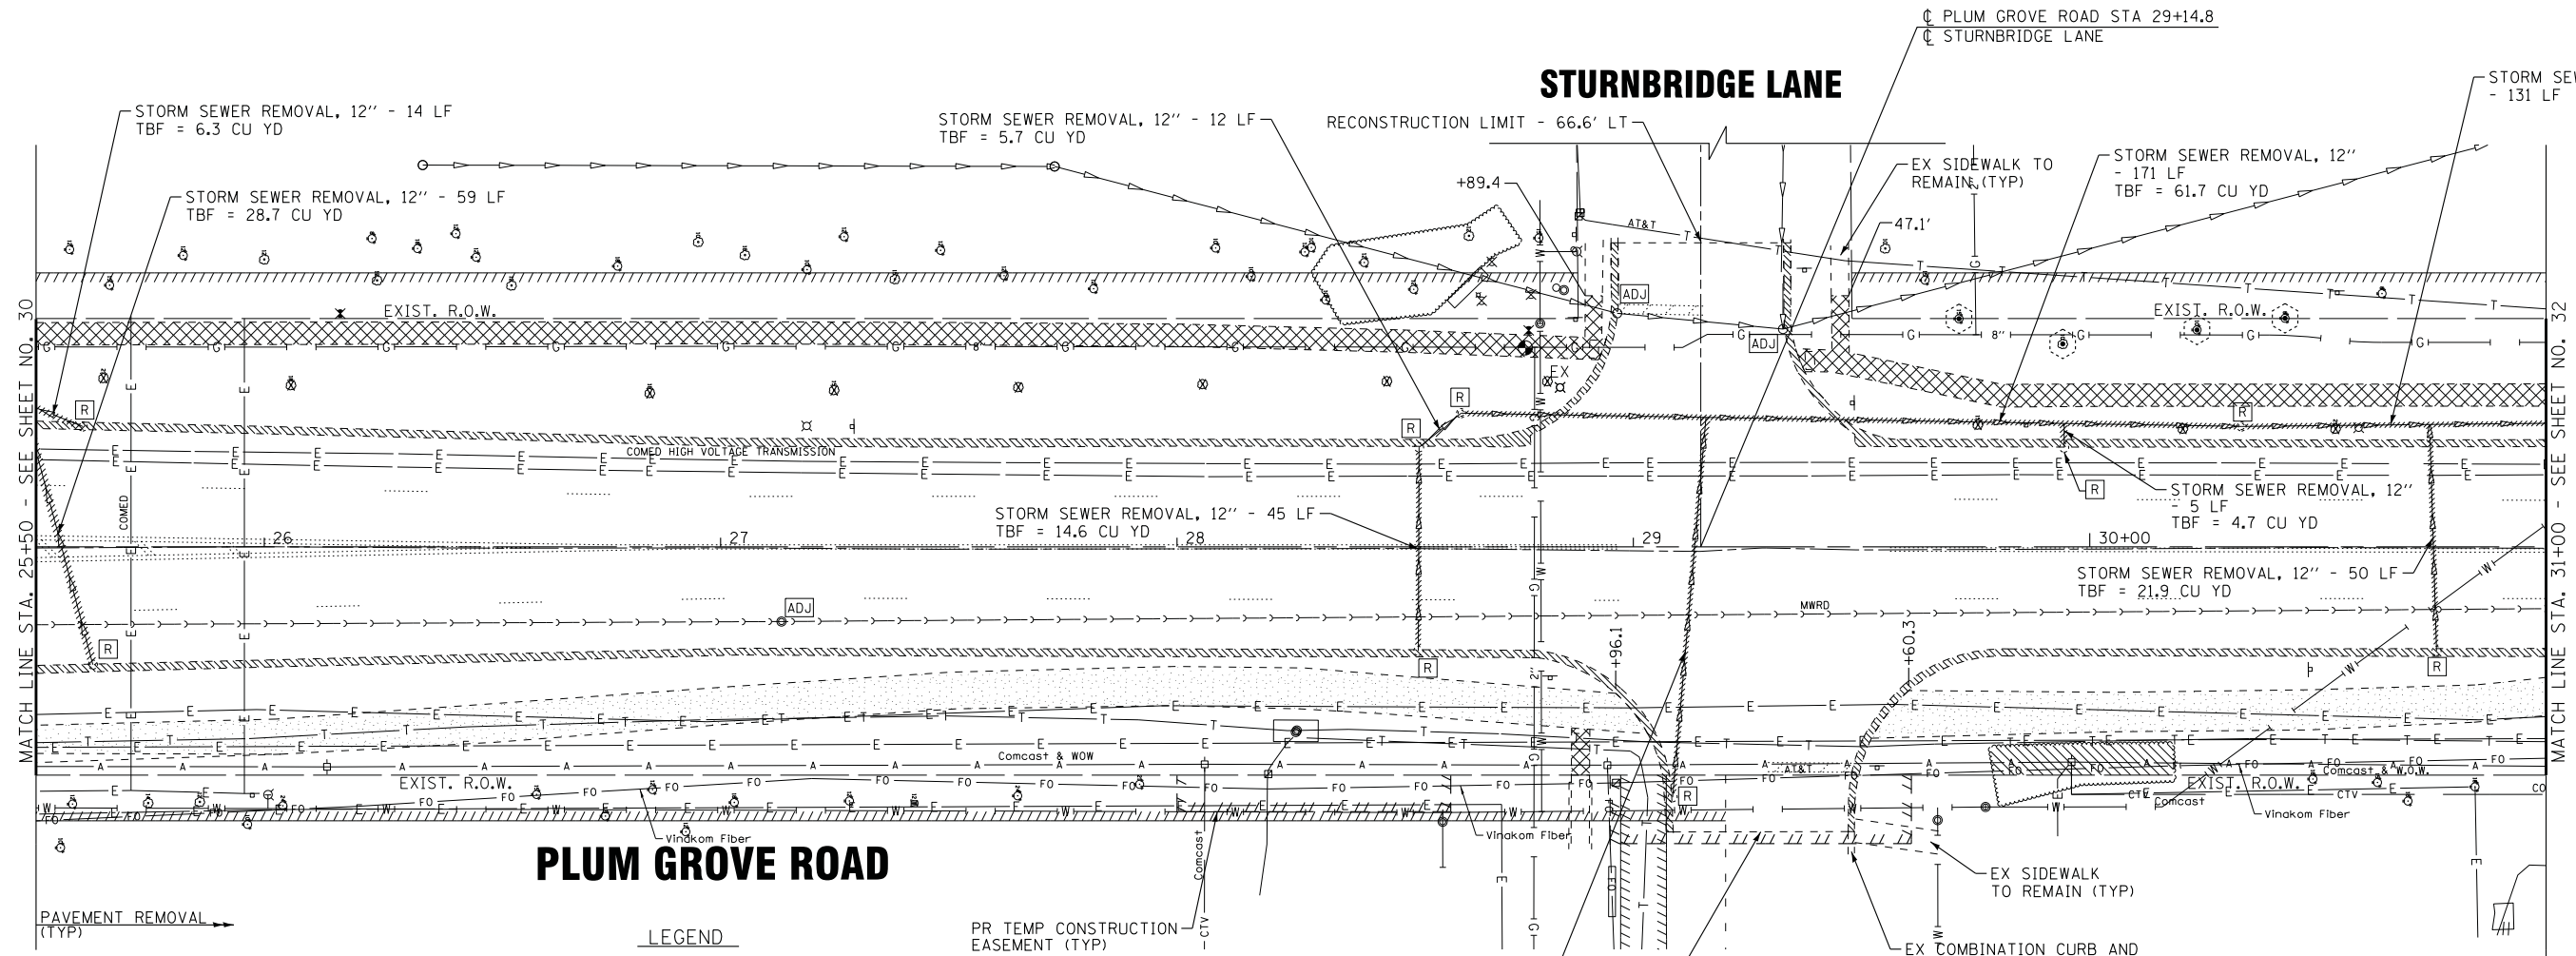 ℄ PLUM GROVE ROAD STA 29+14.8
℄ STURNBRIDGE LANE
STURNBRIDGE LANE
STORM SEWER REMOVAL, 12'' - 14 LF
TBF = 6.3 CU YD
STORM SEWER REMOVAL, 12'' - 12 LF
TBF = 5.7 CU YD
RECONSTRUCTION LIMIT - 66.6' LT
- 131 LF
STORM SEWER REMOVAL, 12''
- 171 LF
TBF = 61.7 CU YD
EX SIDEWALK TO
REMAIN (TYP)
+89.4
STORM SEWER REMOVAL, 12'' - 59 LF
TBF = 28.7 CU YD
47.1'
AT&T
ADJ
EXIST. R.O.W.
EXIST. R.O.W.
8''
8''
ADJ
EX
R
R
R
R
COMED HIGH VOLTAGE TRANSMISSION
COMED
R
STORM SEWER REMOVAL, 12''
- 5 LF
TBF = 4.7 CU YD
STORM SEWER REMOVAL, 12'' - 45 LF
TBF = 14.6 CU YD
26
27
28
29
30+00
STORM SEWER REMOVAL, 12'' - 50 LF
TBF = 21.9 CU YD
MATCH LINE STA. 25+50 - SEE SHEET NO. 30
MATCH LINE STA. 31+00 - SEE SHEET NO. 32
ADJ
MWRD
+96.1
+60.3
R
R
R
Comcast & WOW
AT&T
Comcast & W.O.W.
EXIST. R.O.W.
EXIST. R.O.W.
R
CTV
Comcast
CTV
Vinakom Fiber
Vinakom Fiber
Vinakom Fiber
Comcast
CTV
PLUM GROVE ROAD
EX SIDEWALK
TO REMAIN (TYP)
PAVEMENT REMOVAL
(TYP)
LEGEND
PR TEMP CONSTRUCTION
EASEMENT (TYP)
EX COMBINATION CURB AND